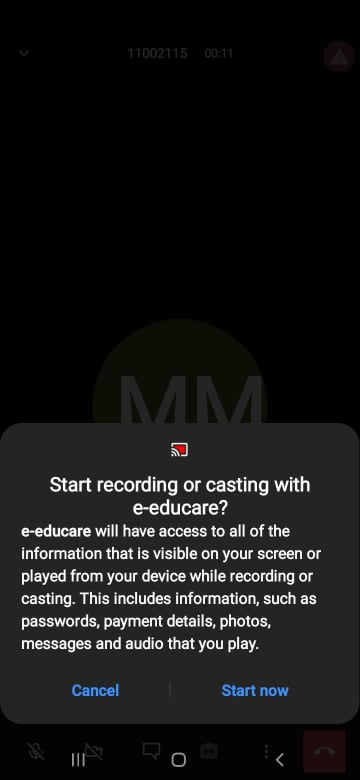 11002115 00:11
MM
Start recording or casting with
e-educare?
e-educare will have access to all of the
information that is visible on your screen or
played from your device while recording or
casting. This includes information, such as
passwords, payment details, photos,
messages and audio that you play.
Cancel
Start now